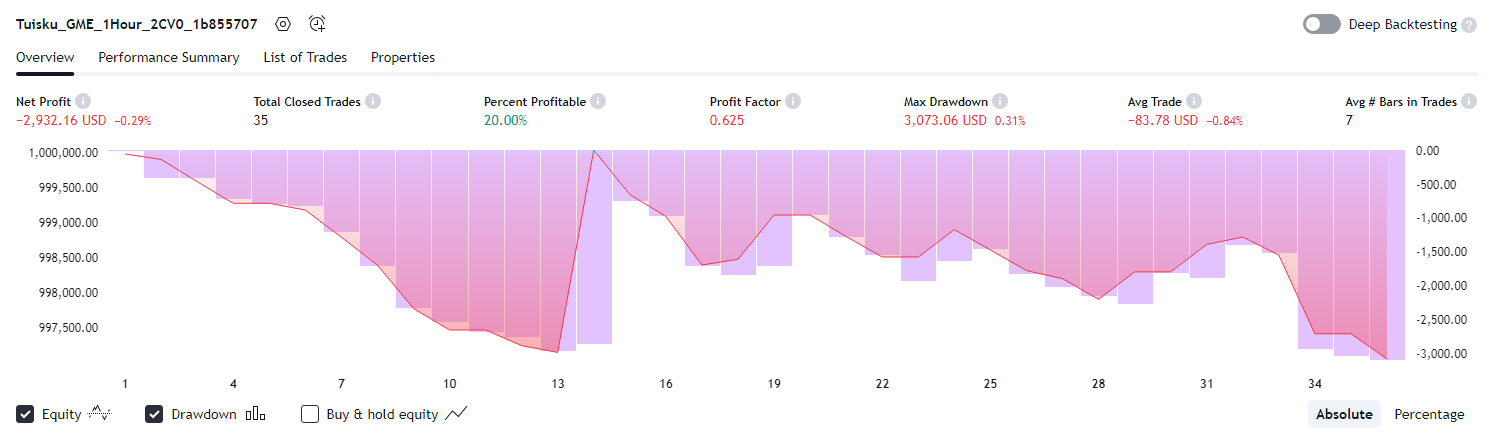 Tuisku_GME_1Hour_2CV0_1b855707 Deep Backtesting
Overview Performance Summary List of Trades Properties
Net Profit Total Closed Trades Percent Profitable Profit Factor Max Drawdown Avg Trade Avg # Bars in Trades
−2,932.16 USD −0.29% 35 20.00% 0.625 3,073.06 USD 0.31% −83.78 USD −0.84% 7
1,000,000.00 0.00
999,500.00 -500.00
999,000.00 -1,000.00
998,500.00 -1,500.00
998,000.00 -2,000.00
997,500.00 -2,500.00
-3,000.00
1 4 7 10 13 16 19 22 25 28 31 34
Equity Drawdown Buy & hold equity Absolute Percentage